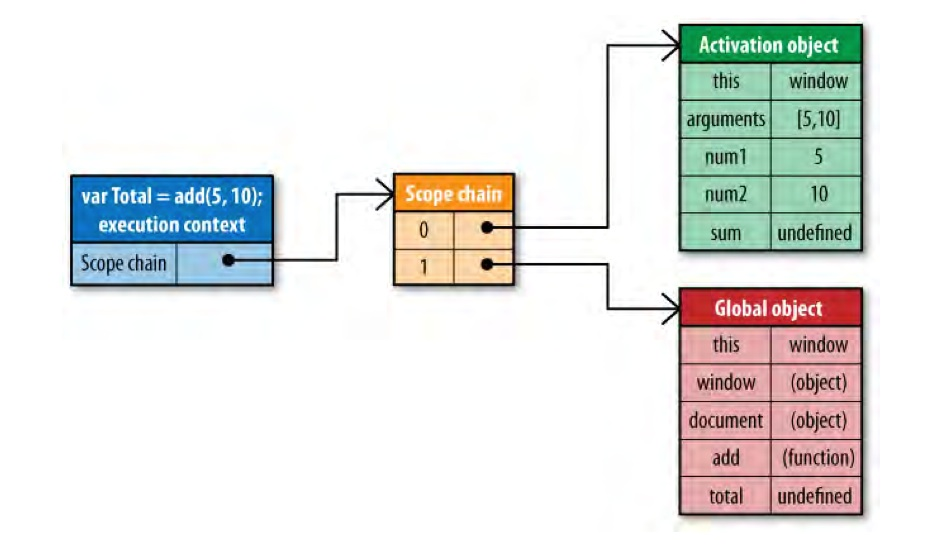 var Total = add(5, 10);
execution context
Scope chain
Scope chain
0
1
Activation object
this window
arguments [5,10]
num1 5
num2 10
sum undefined
Global object
this window
window (object)
document (object)
add (function)
total undefined